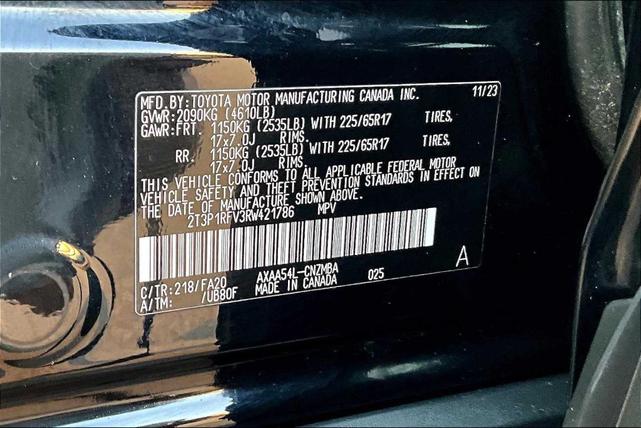 MFD. BY: TOYOTA MOTOR MANUFACTURING CANADA INC. 11/23
GVWR: 2090KG (4610LB)
GAWR: FRT. 1150KG (2535LB) WITH 225/65R17 TIRES,
17x7.0J RIMS.
RR. 1150KG (2535LB) WITH 225/65R17 TIRES,
17x7.0J RIMS.
THIS VEHICLE CONFORMS TO ALL APPLICABLE FEDERAL MOTOR
VEHICLE SAFETY AND THEFT PREVENTION STANDARDS IN EFFECT ON
THE DATE OF MANUFACTURE SHOWN ABOVE.
2T3P1RFV3RW421786 MPV
C/TR: 218/FA20 AXAA54L-CNZMBA 025 A
A/TM: /UB80F MADE IN CANADA